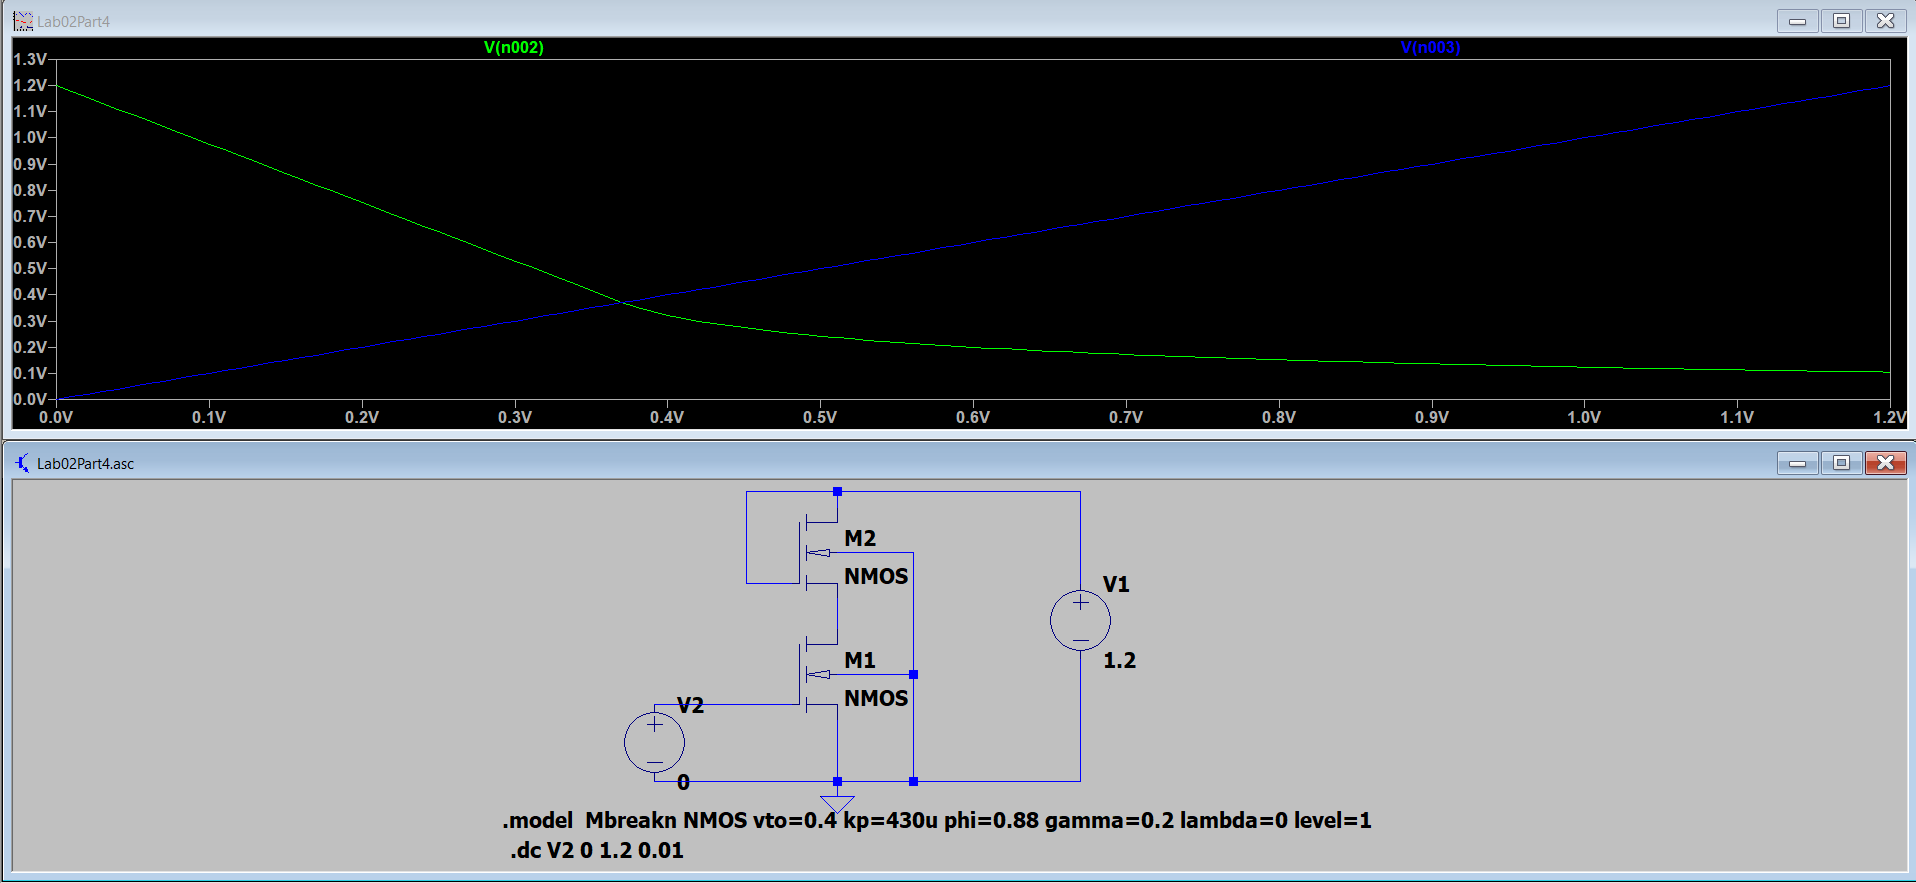 Lab02Part4
V(n002) V(n003)
1.3V
1.2V
1.1V
1.0V
0.9V
0.8V
0.7V
0.6V
0.5V
0.4V
0.3V
0.2V
0.1V
0.0V
0.0V 0.1V 0.2V 0.3V 0.4V 0.5V 0.6V 0.7V 0.8V 0.9V 1.0V 1.1V 1.2V
Lab02Part4.asc
M2
NMOS
V1
M1
1.2
NMOS
V2
0
.model Mbreakn NMOS vto=0.4 kp=430u phi=0.88 gamma=0.2 lambda=0 level=1
.dc V2 0 1.2 0.01